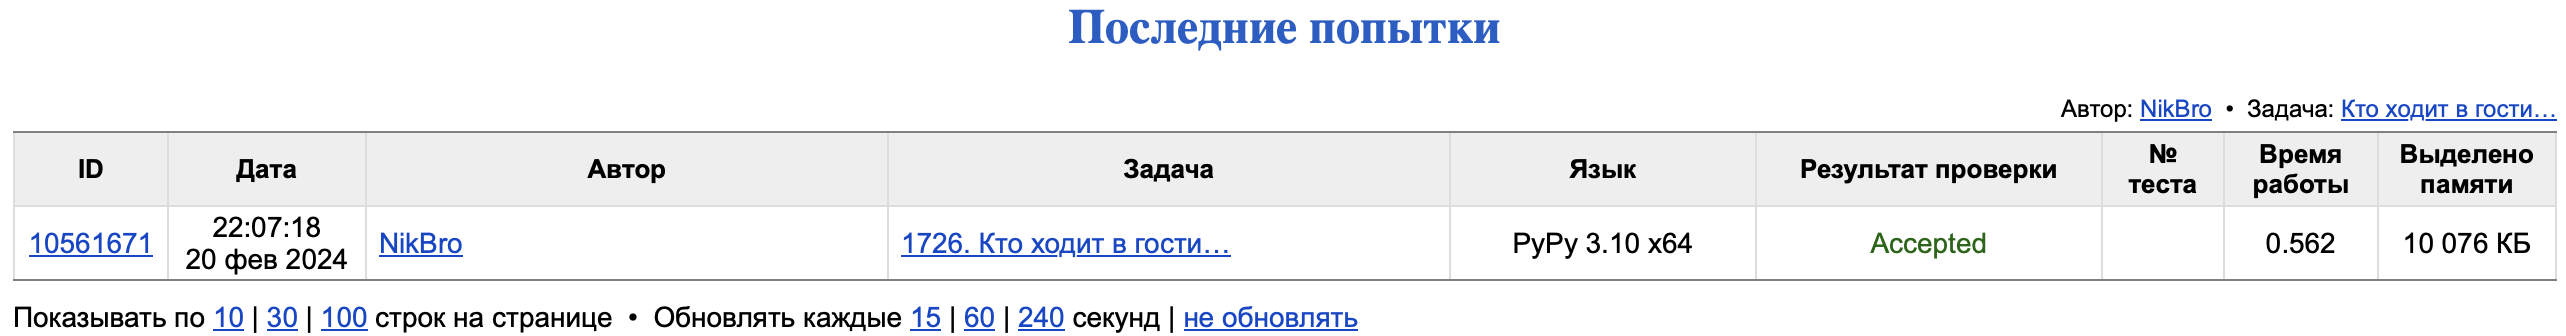 Последние попытки
Автор: NikBro • Задача: Кто ходит в гости…
ID Дата Автор Задача Язык Результат проверки № теста Время работы Выделено памяти
10561671 22:07:18 20 фев 2024 NikBro 1726. Кто ходит в гости… PyPy 3.10 x64 Accepted 0.562 10 076 КБ
Показывать по 10 | 30 | 100 строк на странице • Обновлять каждые 15 | 60 | 240 секунд | не обновлять